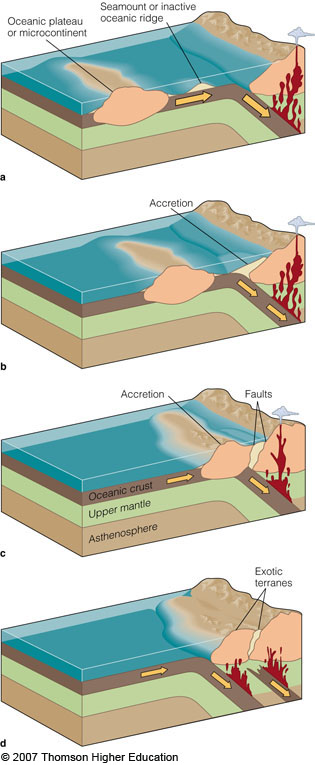 Oceanic plateau
or microcontinent
Seamount or inactive
oceanic ridge
a
Accretion
b
Accretion
Faults
Oceanic crust
Upper mantle
Asthenosphere
c
Exotic
terranes
d
© 2007 Thomson Higher Education